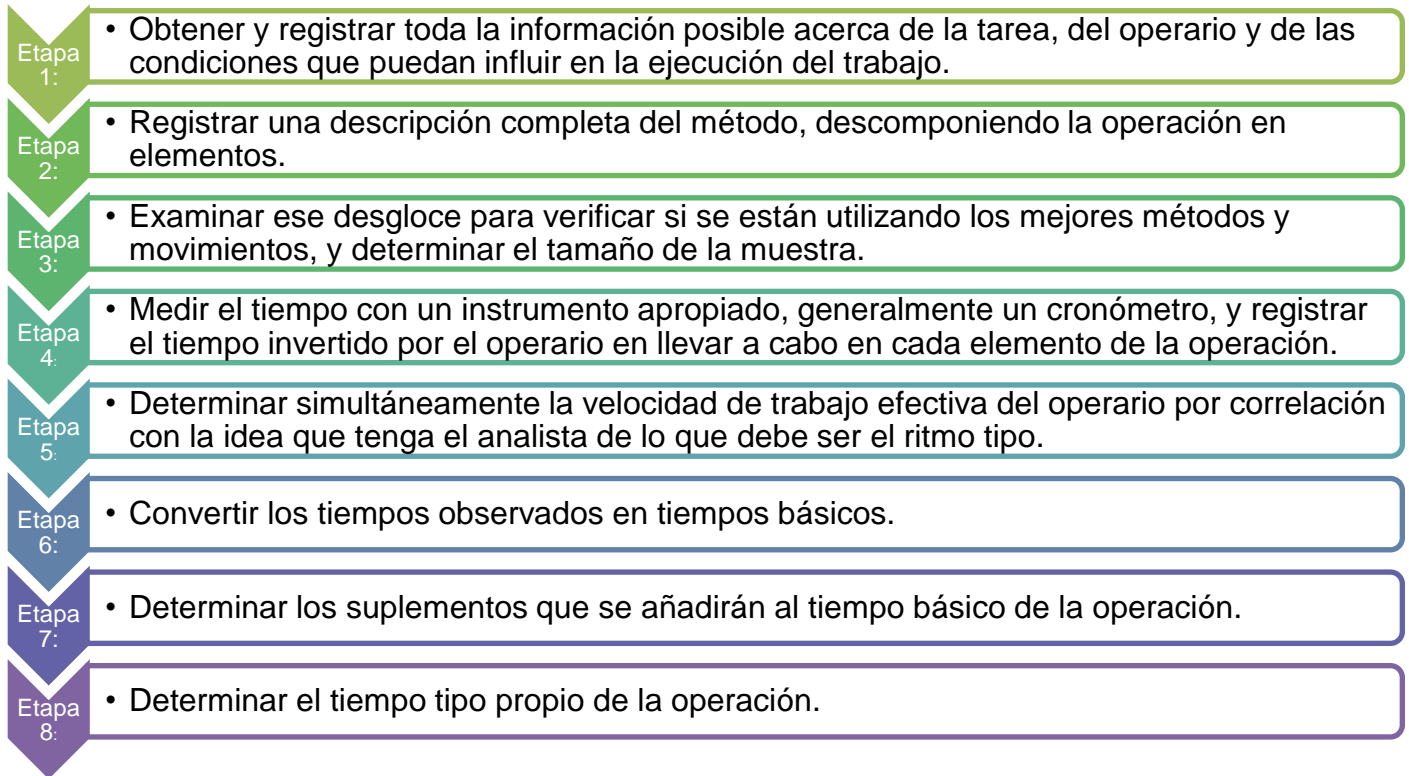 Etapa
1:
• Obtener y registrar toda la información posible acerca de la tarea, del operario y de las
condiciones que puedan influir en la ejecución del trabajo.
Etapa
2:
• Registrar una descripción completa del método, descomponiendo la operación en
elementos.
Etapa
3:
• Examinar ese desgloce para verificar si se están utilizando los mejores métodos y
movimientos, y determinar el tamaño de la muestra.
Etapa
4:
• Medir el tiempo con un instrumento apropiado, generalmente un cronómetro, y registrar
el tiempo invertido por el operario en llevar a cabo en cada elemento de la operación.
Etapa
5:
• Determinar simultáneamente la velocidad de trabajo efectiva del operario por correlación
con la idea que tenga el analista de lo que debe ser el ritmo tipo.
Etapa
6:
• Convertir los tiempos observados en tiempos básicos.
Etapa
7:
• Determinar los suplementos que se añadirán al tiempo básico de la operación.
Etapa
8:
• Determinar el tiempo tipo propio de la operación.